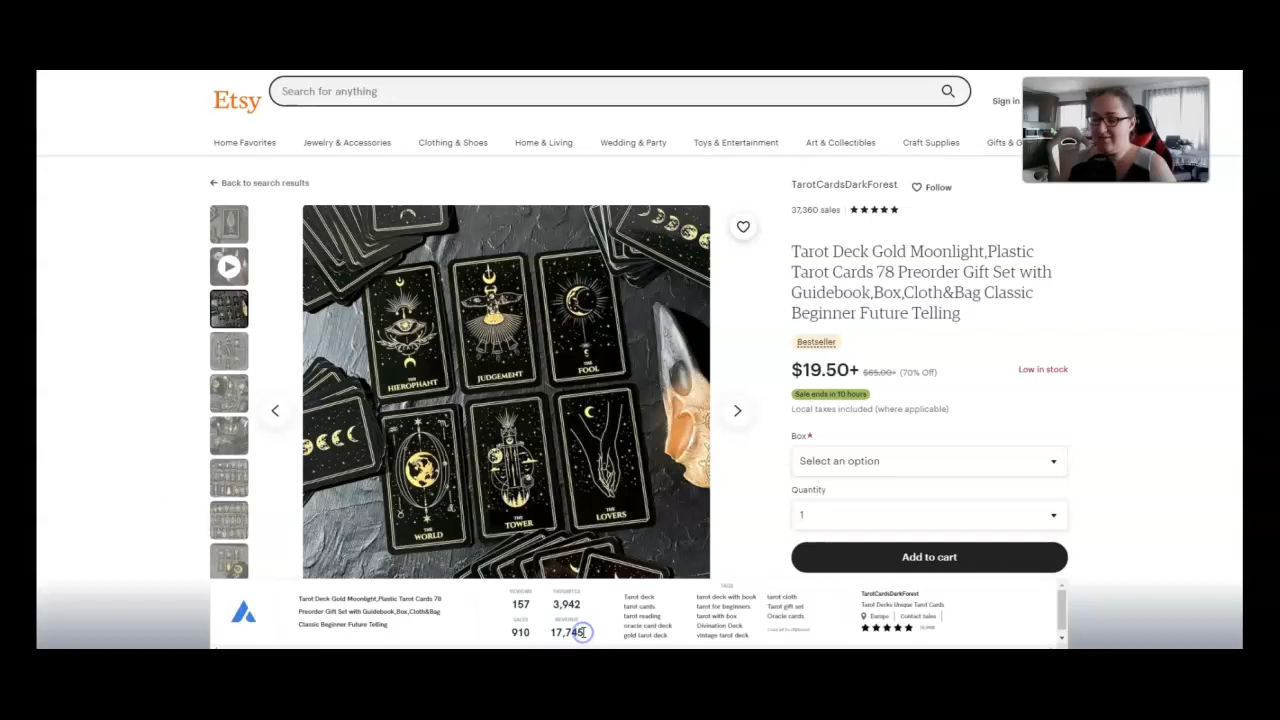 Etsy
Search for anything
Sign in
Home Favorites
Jewelry & Accessories
Clothing & Shoes
Home & Living
Wedding & Party
Toys & Entertainment
Art & Collectibles
Craft Supplies
Gifts & G
Back to search results
TarotCardsDarkForest
Follow
37,360 sales
Tarot Deck Gold Moonlight,Plastic
Tarot Cards 78 Preorder Gift Set with
Guidebook,Box,Cloth&Bag Classic
Beginner Future Telling
Bestseller
$19.50+ $65.00+ (70% Off)
Low in stock
Sale ends in 10 hours
Local taxes included (where applicable)
Box*
Select an option
Quantity
1
Add to cart
THE HIEROPHANT
JUDGEMENT
THE FOOL
THE WORLD
THE TOWER
THE LOVERS
Tarot Deck Gold Moonlight,Plastic Tarot Cards 78
Preorder Gift Set with Guidebook,Box,Cloth&Bag
Classic Beginner Future Telling
REVIEWS
157
FAVORITES
3,942
SALES
910
REVENUE
17,745
TAGS
Tarot deck
tarot cards
tarot reading
oracle card deck
gold tarot deck
tarot deck with book
tarot for beginners
tarot with box
Divination Deck
vintage tarot deck
tarot cloth
Tarot gift set
Oracle cards
TarotCardsDarkForest
Tarot Decks Unique Tarot Cards
Europe
Contact Sales